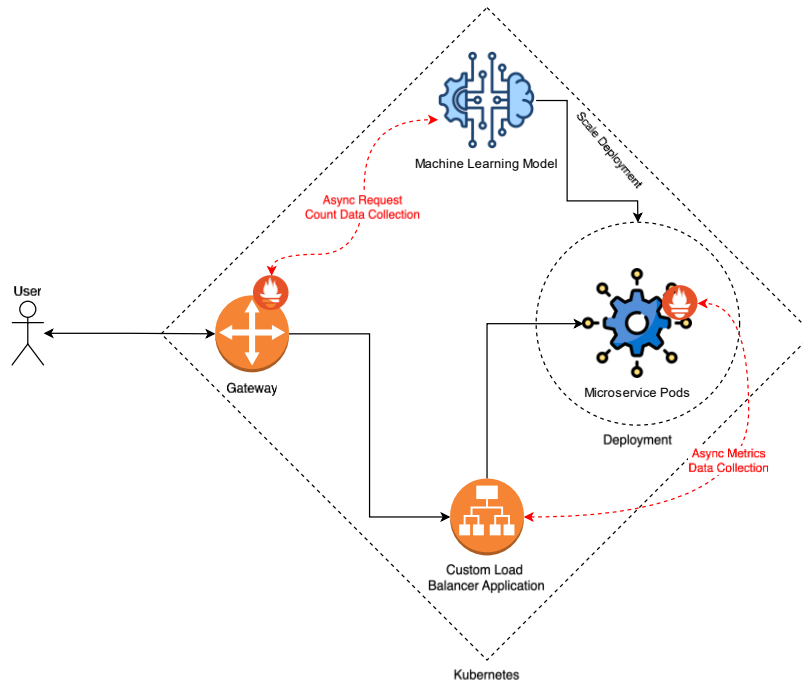 Machine Learning Model
Scale Deployment
Async Request
Count Data Collection
User
Gateway
Microservice Pods
Deployment
Async Metrics
Data Collection
Custom Load
Balancer Application
Kubernetes